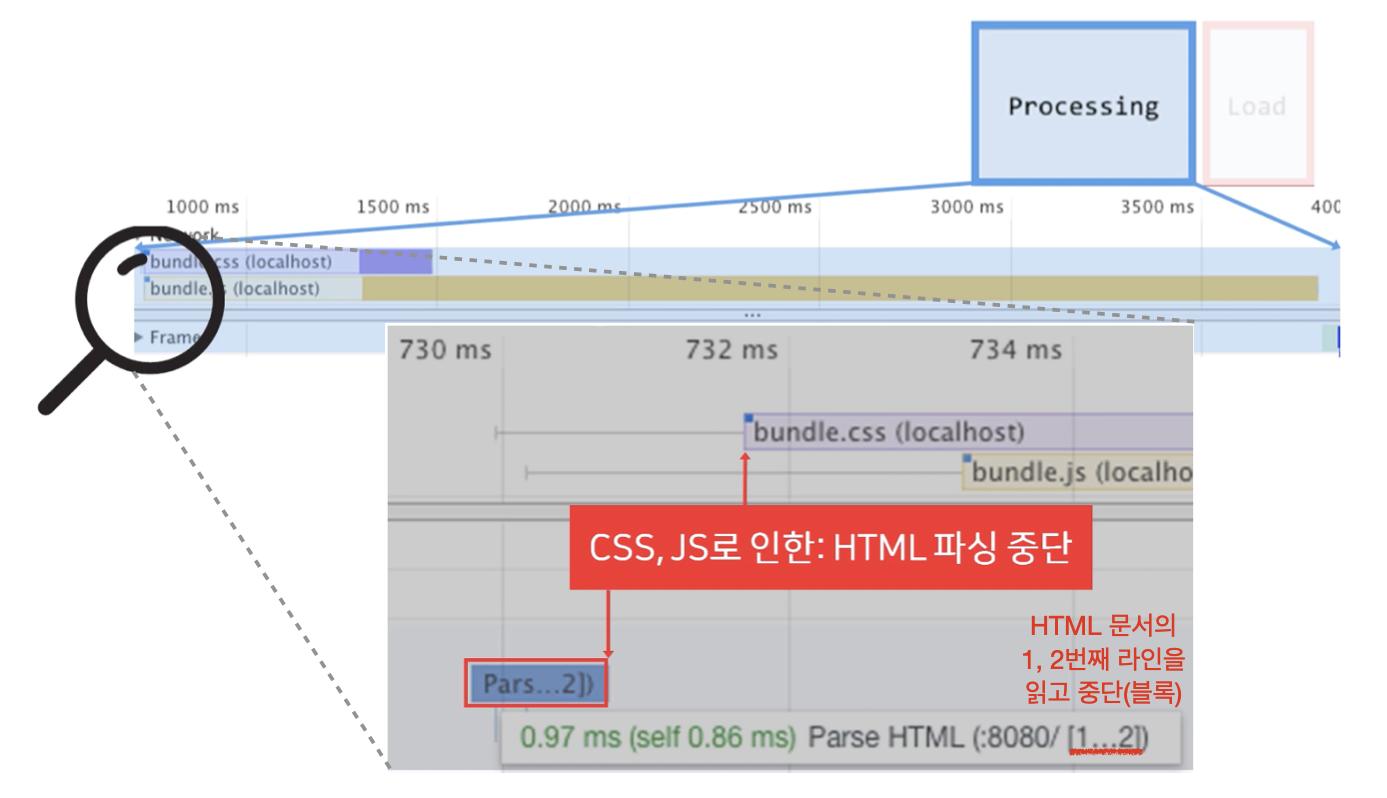 Processing
Load
1000 ms 1500 ms 2000 ms 2500 ms 3000 ms 3500 ms 400
Network
bundle.css (localhost)
bundle.js (localhost)
...
Frame
730 ms 732 ms 734 ms
bundle.css (localhost)
bundle.js (localho
CSS, JS로 인한: HTML 파싱 중단
HTML 문서의
1, 2번째 라인을
읽고 중단(블록)
Pars...2])
0.97 ms (self 0.86 ms) Parse HTML (:8080/ [1...2])